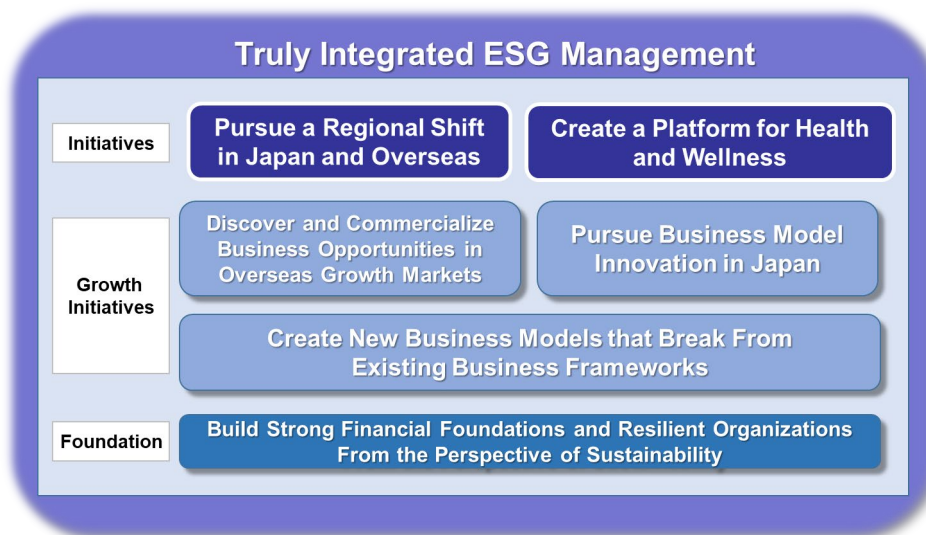 Truly Integrated ESG Management
Initiatives
Pursue a Regional Shift
in Japan and Overseas
Create a Platform for Health
and Wellness
Growth
Initiatives
Discover and Commercialize
Business Opportunities in
Overseas Growth Markets
Pursue Business Model
Innovation in Japan
Create New Business Models that Break From
Existing Business Frameworks
Foundation
Build Strong Financial Foundations and Resilient Organizations
From the Perspective of Sustainability